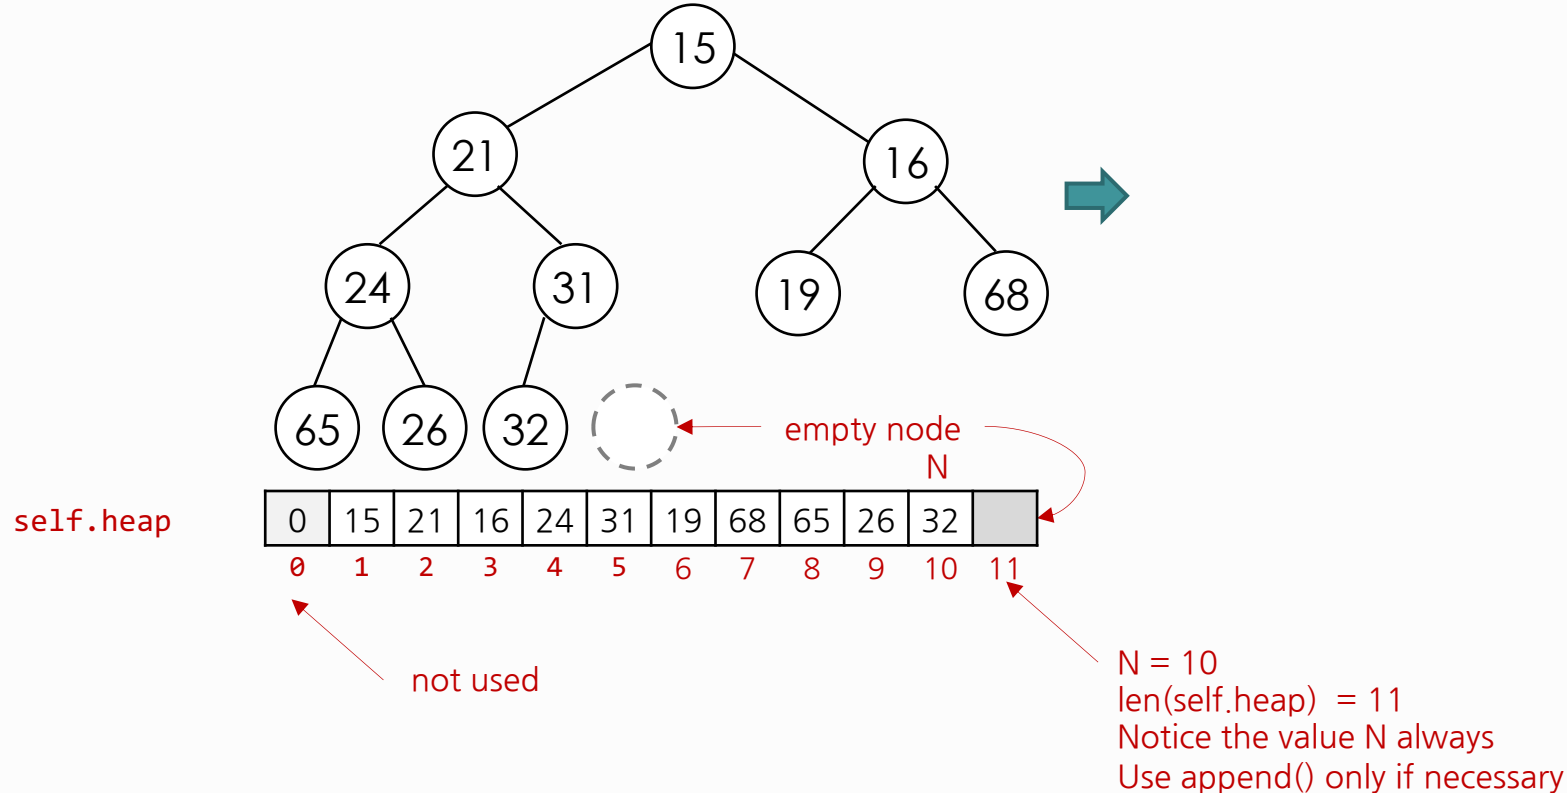 15
21
16
24
31
19
68
65
26
32
empty node
N
self.heap
0 15 21 16 24 31 19 68 65 26 32
0 1 2 3 4 5 6 7 8 9 10 11
not used
N = 10
len(self.heap) = 11
Notice the value N always
Use append() only if necessary